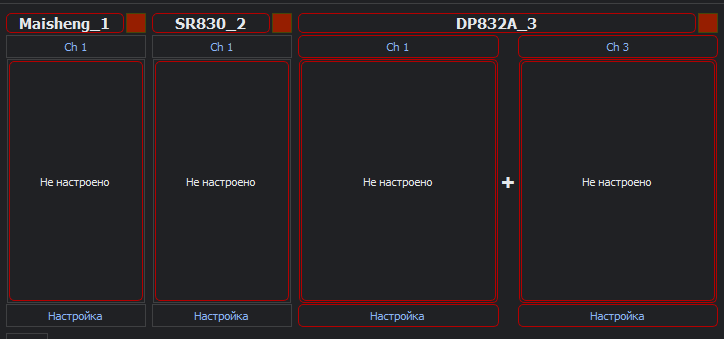 Maisheng_1 SR830_2 DP832A_3
Ch 1 Ch 1 Ch 1 Ch 3
Не настроено Не настроено Не настроено + Не настроено
Настройка Настройка Настройка Настройка